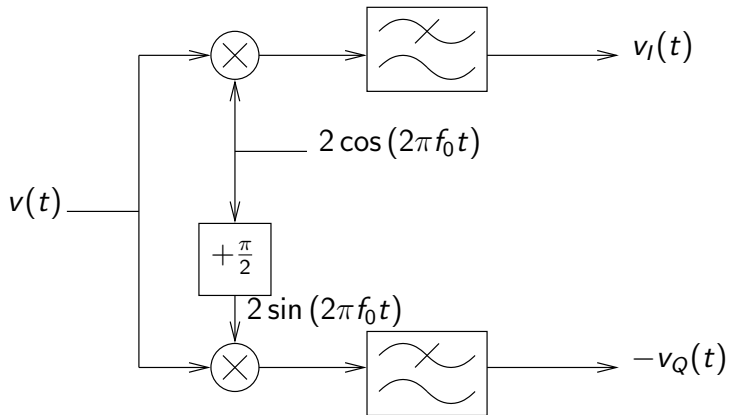 v_I(t)
2 cos (2πf_0t)
v(t)
+π/2
2 sin (2πf_0t)
−v_Q(t)